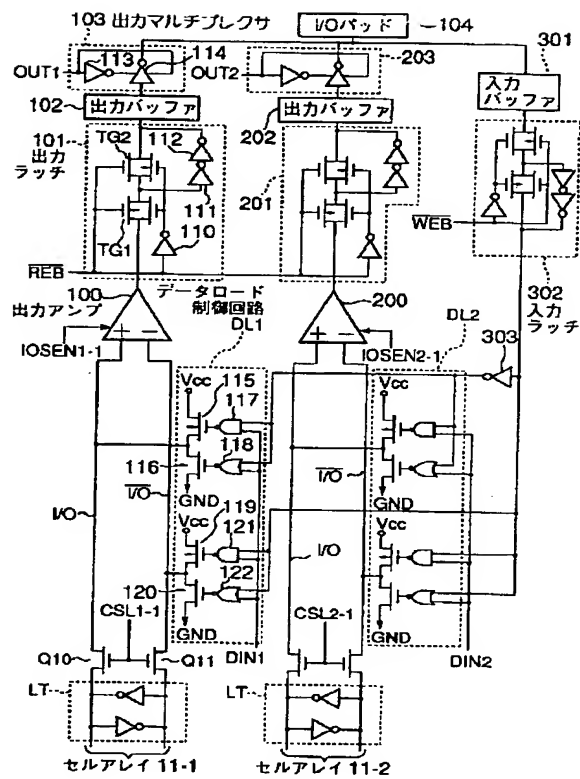 103 出力マルチプレクサ
I/Oパッド
104
113
114
OUT1
OUT2
203
301
102
出力バッファ
202
出力バッファ
入力
バッファ
101
出力
ラッチ
TG2
112
111
TG1
110
201
WEB
REB
302
入力
ラッチ
100
出力アンプ
データロード
制御回路
DL1
200
DL2
303
+ -
+ -
IOSEN1-1
IOSEN2-1
Vcc
115
117
118
116
GND
Vcc
I/O
I/O
GND
I/O
119
Vcc
121
122
120
GND
I/O
Vcc
GND
CSL1-1
DIN1
CSL2-1
DIN2
Q10
Q11
LT
LT
セルアレイ 11-1
セルアレイ 11-2